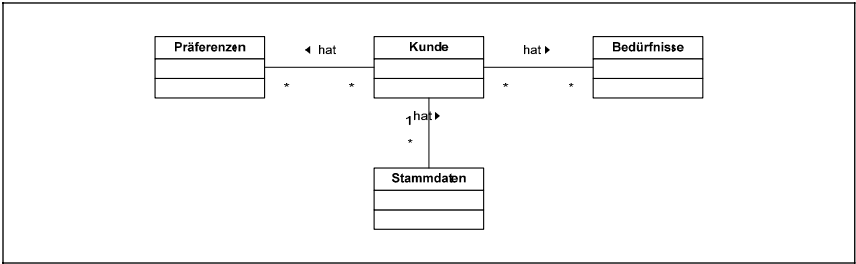 Präferenzen ◄ hat Kunde hat ► Bedürfnisse
* * * *
1 hat ►
*
Stammdaten